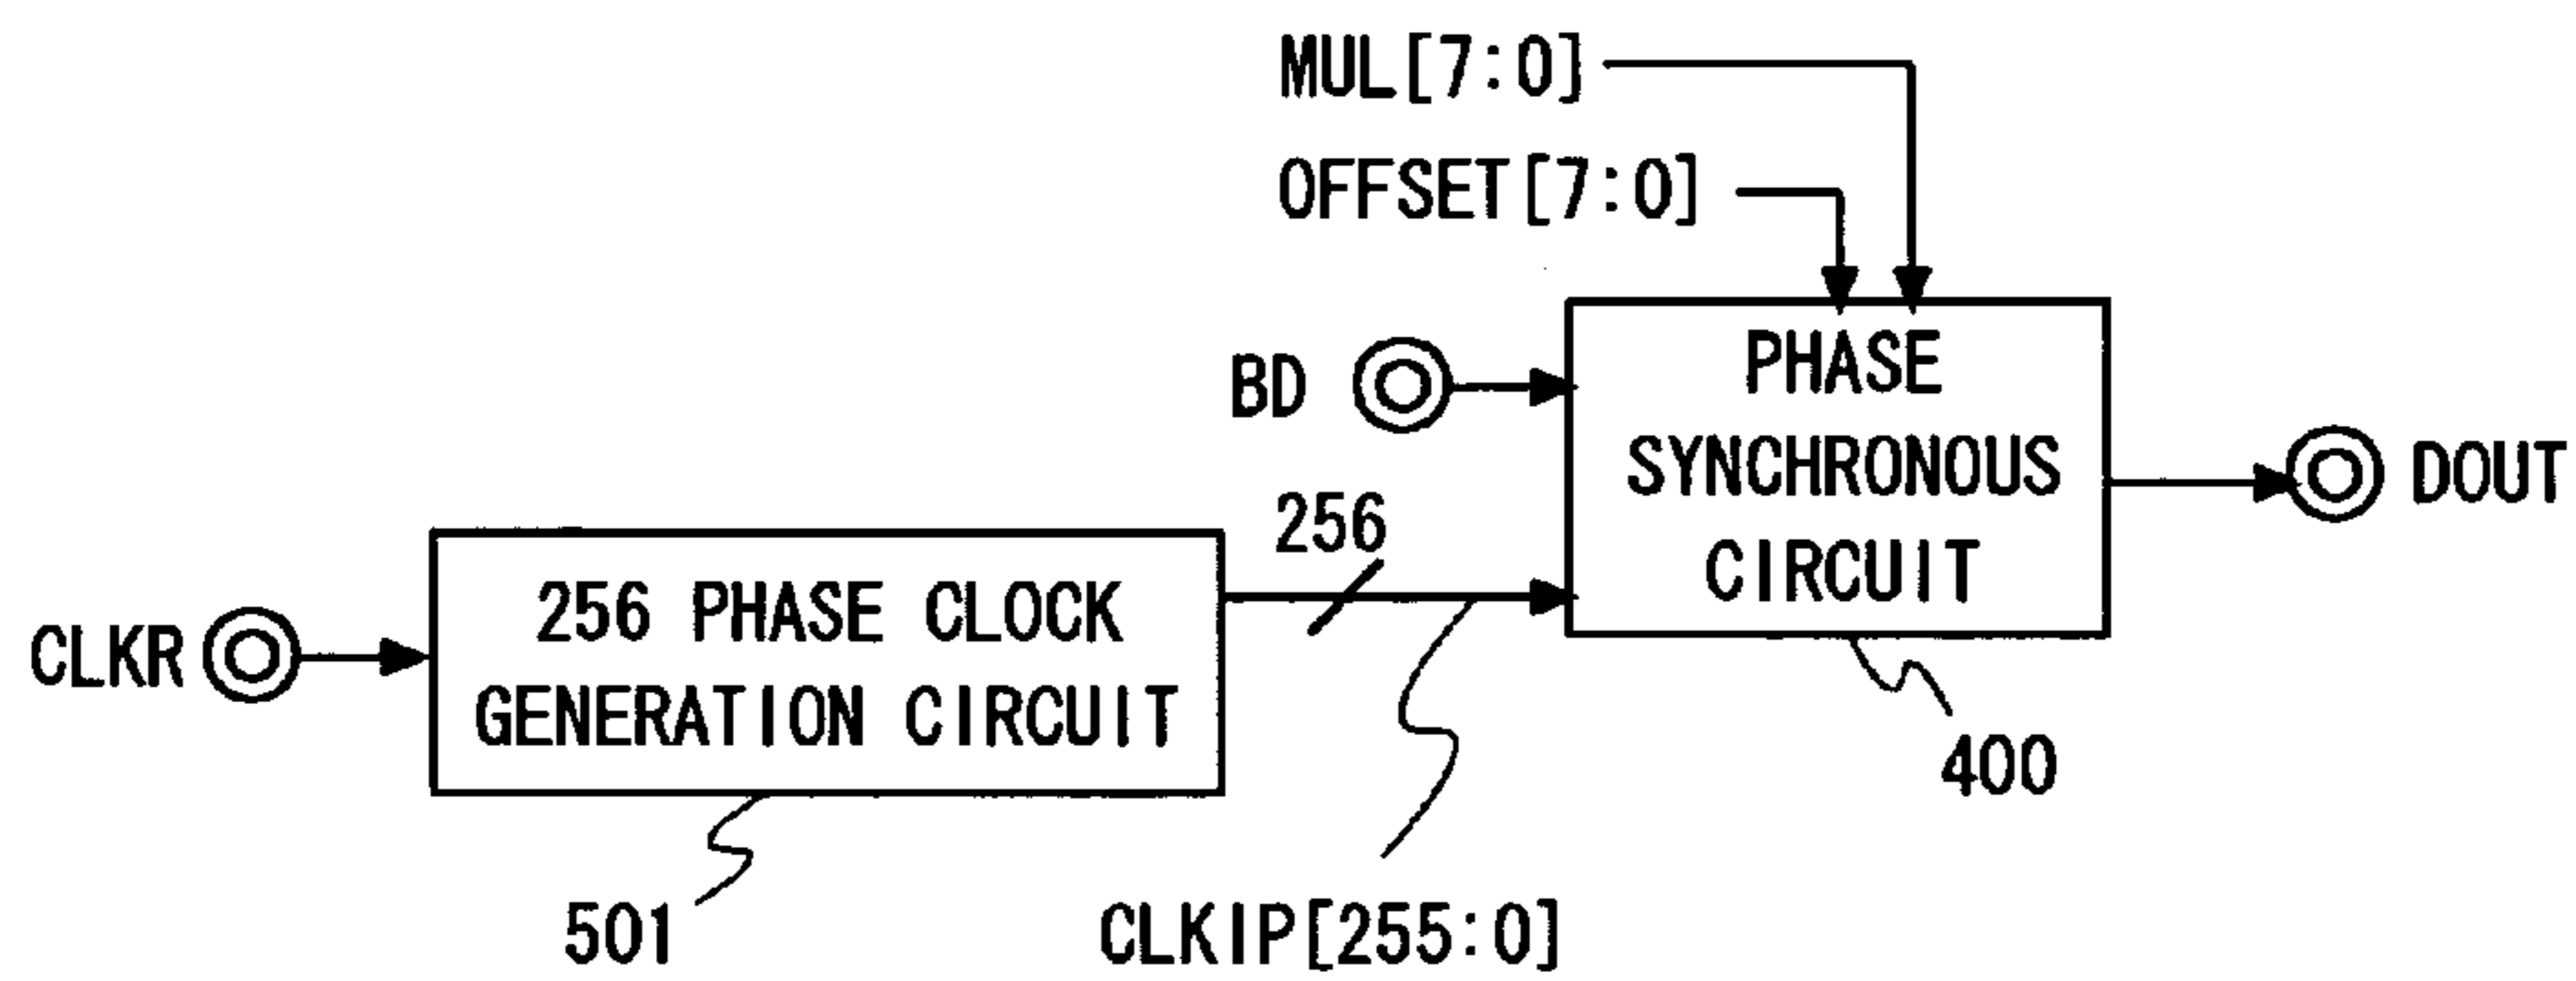 MUL[7:0]
OFFSET[7:0]
BD
PHASE
SYNCHRONOUS
CIRCUIT
DOUT
256
CLKR
256 PHASE CLOCK
GENERATION CIRCUIT
400
501
CLKIP[255:0]